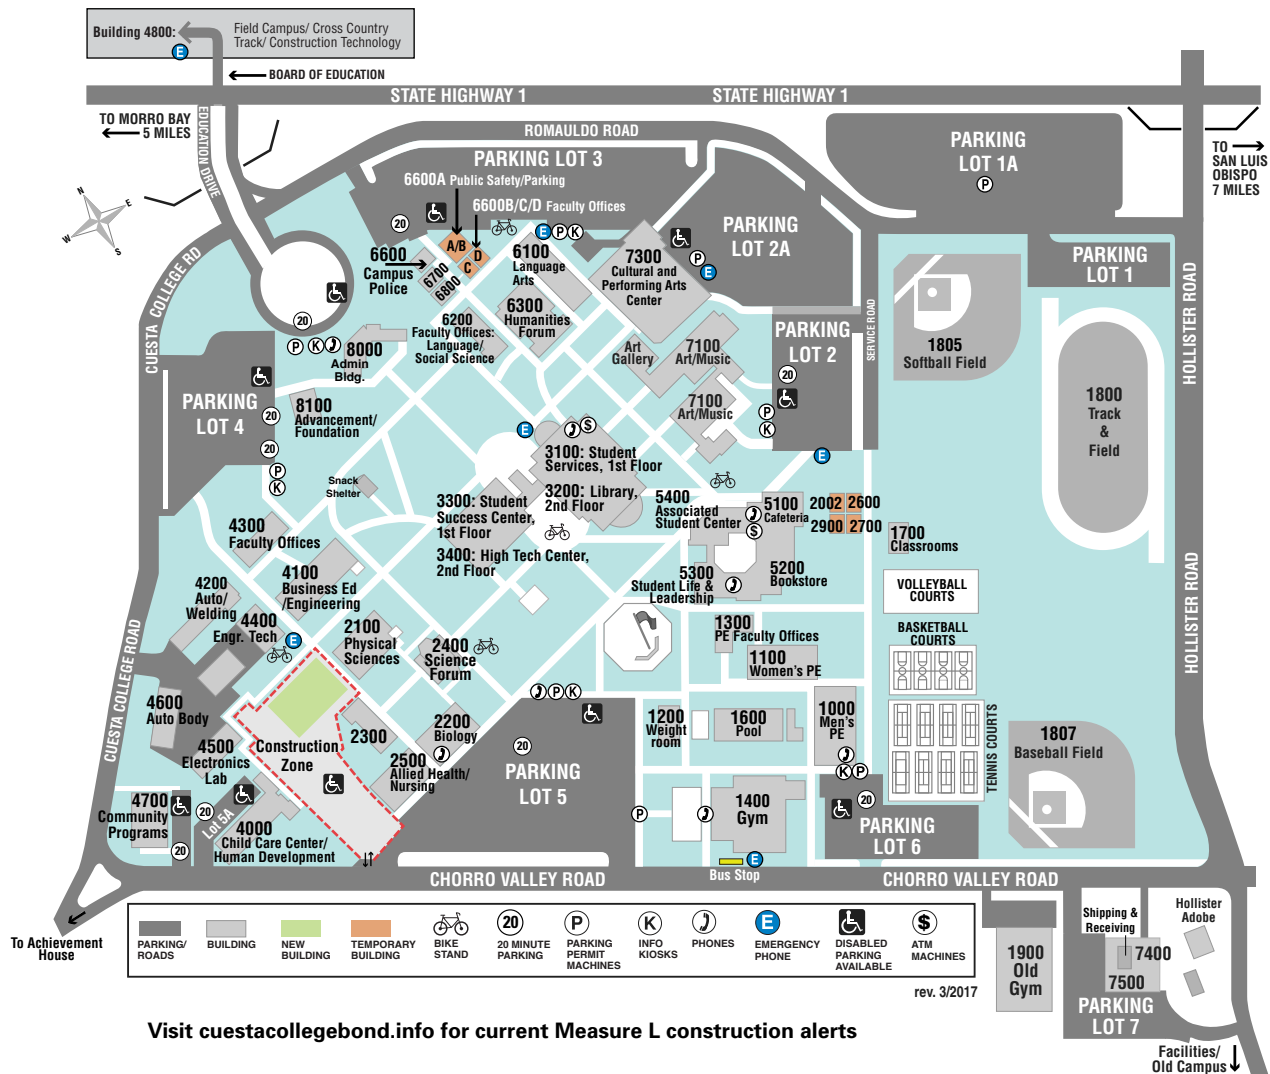 Building 4800:
Field Campus/ Cross Country
Track/ Construction Technology
E
BOARD OF EDUCATION
STATE HIGHWAY 1
STATE HIGHWAY 1
TO MORRO BAY
5 MILES
EDUCATION DRIVE
ROMAULDO ROAD
PARKING
LOT 1A
P
TO
SAN LUIS
OBISPO
7 MILES
PARKING LOT 3
6600A Public Safety/Parking
6600B/C/D Faculty Offices
N
E
W
S
20
A/B
D
C
E P K
PARKING
LOT 2A
P
E
6600
Campus
Police
6700
6800
6100
Language
Arts
7300
Cultural and
Performing Arts
Center
PARKING
LOT 1
CUESTA COLLEGE RD
HOLLISTER ROAD
SERVICE ROAD
6300
Humanities
Forum
6200
Faculty Offices:
Language/
Social Science
20
P K
8000
Admin
Bldg.
Art
Gallery
7100
Art/Music
PARKING
LOT 2
20
P
K
1805
Softball Field
1800
Track
&
Field
PARKING
LOT 4
20
20
P
K
8100
Advancement/
Foundation
7100
Art/Music
E
$
E
3100: Student
Services, 1st Floor
3200: Library,
2nd Floor
Snack
Shelter
3300: Student
Success Center,
1st Floor
3400: High Tech Center,
2nd Floor
5400
Associated
Student Center
$
5100
Cafeteria
2002
2600
2900
2700
1700
Classrooms
4300
Faculty Offices
4100
Business Ed
/Engineering
5300
Student Life &
Leadership
5200
Bookstore
VOLLEYBALL
COURTS
HOLLISTER ROAD
4200
Auto/
Welding
4400
Engr. Tech
E
2100
Physical
Sciences
2400
Science
Forum
1300
PE Faculty Offices
1100
Women's PE
BASKETBALL
COURTS
CUESTA COLLEGE ROAD
4600
Auto Body
4500
Electronics
Lab
Construction
Zone
2300
2200
Biology
2500
Allied Health/
Nursing
P K
20
PARKING
LOT 5
1200
Weight
room
1600
Pool
1000
Men's
PE
K P
TENNIS COURTS
1807
Baseball Field
4700
Community
Programs
20
20
Lot 5A
4000
Child Care Center/
Human Development
P
1400
Gym
20
PARKING
LOT 6
E
Bus Stop
CHORRO VALLEY ROAD
CHORRO VALLEY ROAD
To Achievement
House
PARKING/
ROADS
BUILDING
NEW
BUILDING
TEMPORARY
BUILDING
BIKE
STAND
20
20 MINUTE
PARKING
P
PARKING
PERMIT
MACHINES
K
INFO
KIOSKS
PHONES
E
EMERGENCY
PHONE
DISABLED
PARKING
AVAILABLE
$
ATM
MACHINES
rev. 3/2017
1900
Old
Gym
Shipping &
Receiving
7400
7500
Hollister
Adobe
PARKING
LOT 7
Facilities/
Old Campus
Visit cuestacollegebond.info for current Measure L construction alerts